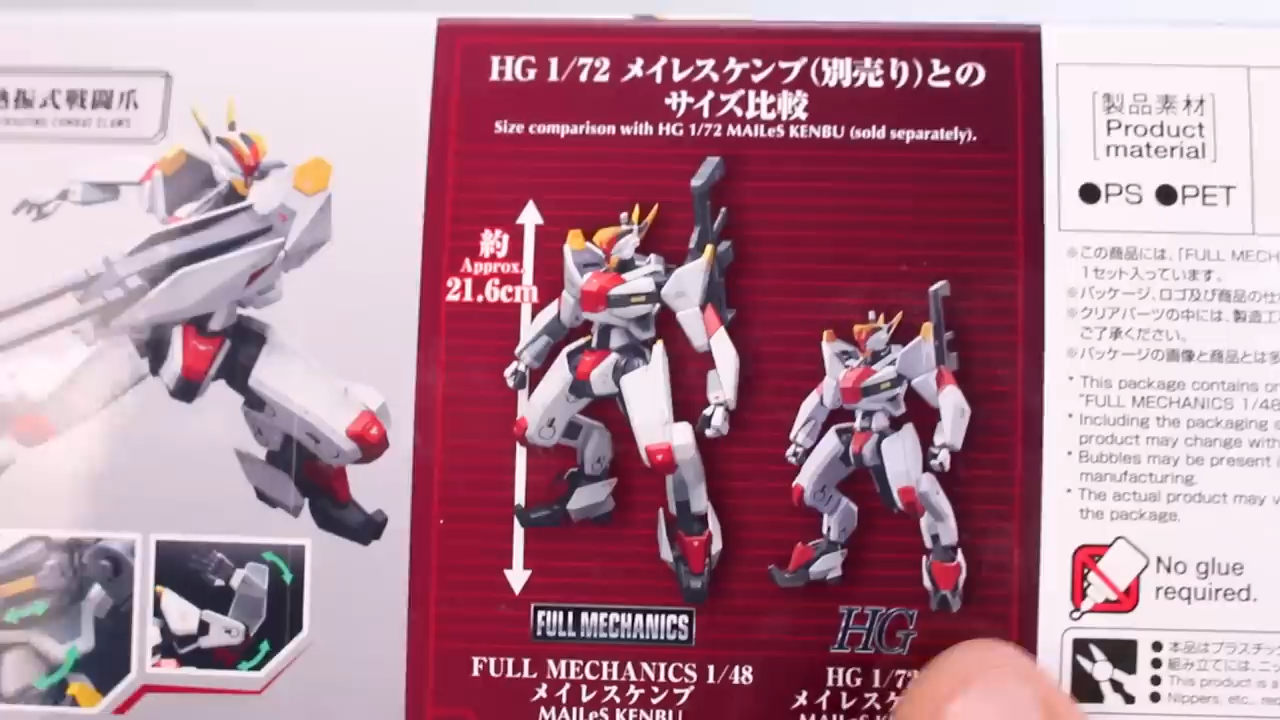 式戦闘爪
HG 1/72 メイレスケンブ(別売り)との
サイズ比較
Size comparison with HG 1/72 MAILeS KENBU (sold separately).
約
Approx.
21.6cm
FULL MECHANICS
FULL MECHANICS 1/48
メイレスケンブ
MAILeS KENBU
HG
HG 1/72
メイレスケ
製品素材
Product
material
●PS ●PET
※この商品には、「FULL MECH
1セット入っています。
※パッケージ、ロゴ及び商品の仕
※クリアパーツの中には、製造工
ご了承ください。
※パッケージの画像と商品とは多
* This package contains on
"FULL MECHANICS 1/48
* Including the packaging
product may change with
* Bubbles may be present i
manufacturing.
* The actual product may v
the package.
No glue
required.
● 本品はプラスチッ
● 組み立てには、ニッ
● This product is a
● Nippers, etc., re